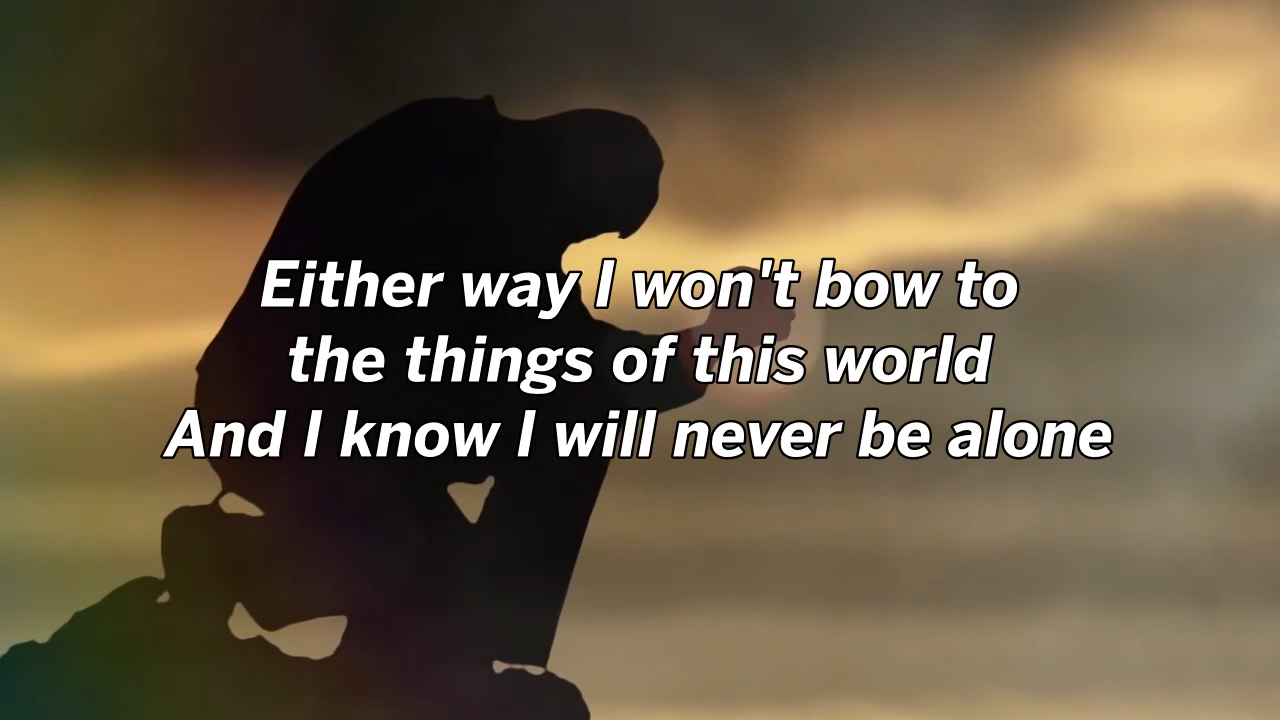 Either way I won't bow to
the things of this world
And I know I will never be alone